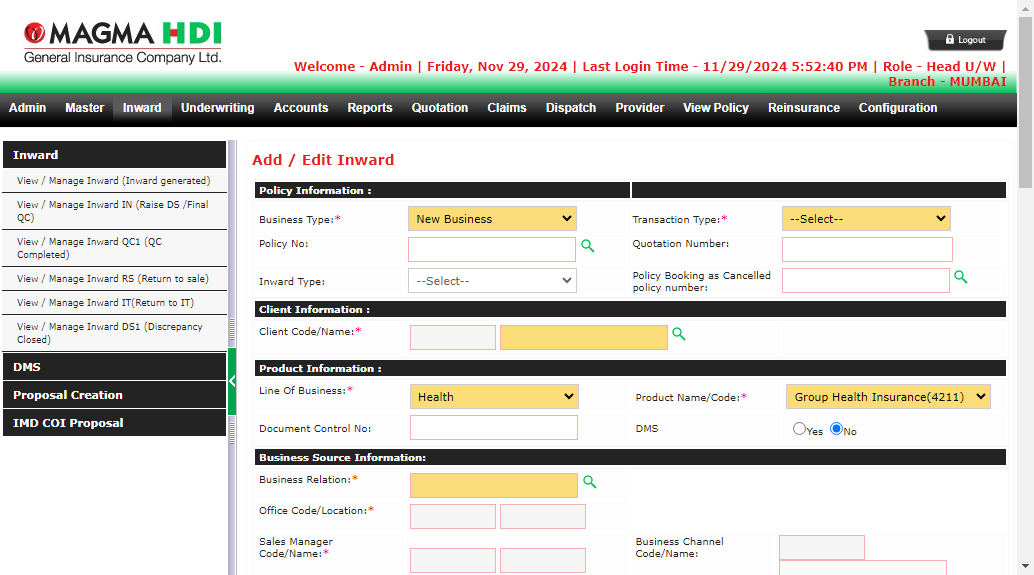 MAGMA HDI
General Insurance Company Ltd.
Logout
Welcome - Admin | Friday, Nov 29, 2024 | Last Login Time - 11/29/2024 5:52:40 PM | Role - Head U/W |
Branch - MUMBAI
Admin Master Inward Underwriting Accounts Reports Quotation Claims Dispatch Provider View Policy Reinsurance Configuration
Inward
View / Manage Inward (Inward generated)
View / Manage Inward IN (Raise DS /Final
QC)
View / Manage Inward QC1 (QC
Completed)
View / Manage Inward RS (Return to sale)
View / Manage Inward IT(Return to IT)
View / Manage Inward DS1 (Discrepancy
Closed)
DMS
Proposal Creation
IMD COI Proposal
Add / Edit Inward
Policy Information :
Business Type:* New Business Transaction Type:* --Select--
Policy No: Quotation Number:
Inward Type: --Select-- Policy Booking as Cancelled
policy number:
Client Information :
Client Code/Name:*
Product Information :
Line Of Business:* Health Product Name/Code:* Group Health Insurance(4211)
Document Control No: DMS Yes No
Business Source Information:
Business Relation:*
Office Code/Location:*
Sales Manager
Code/Name:*
Business Channel
Code/Name: